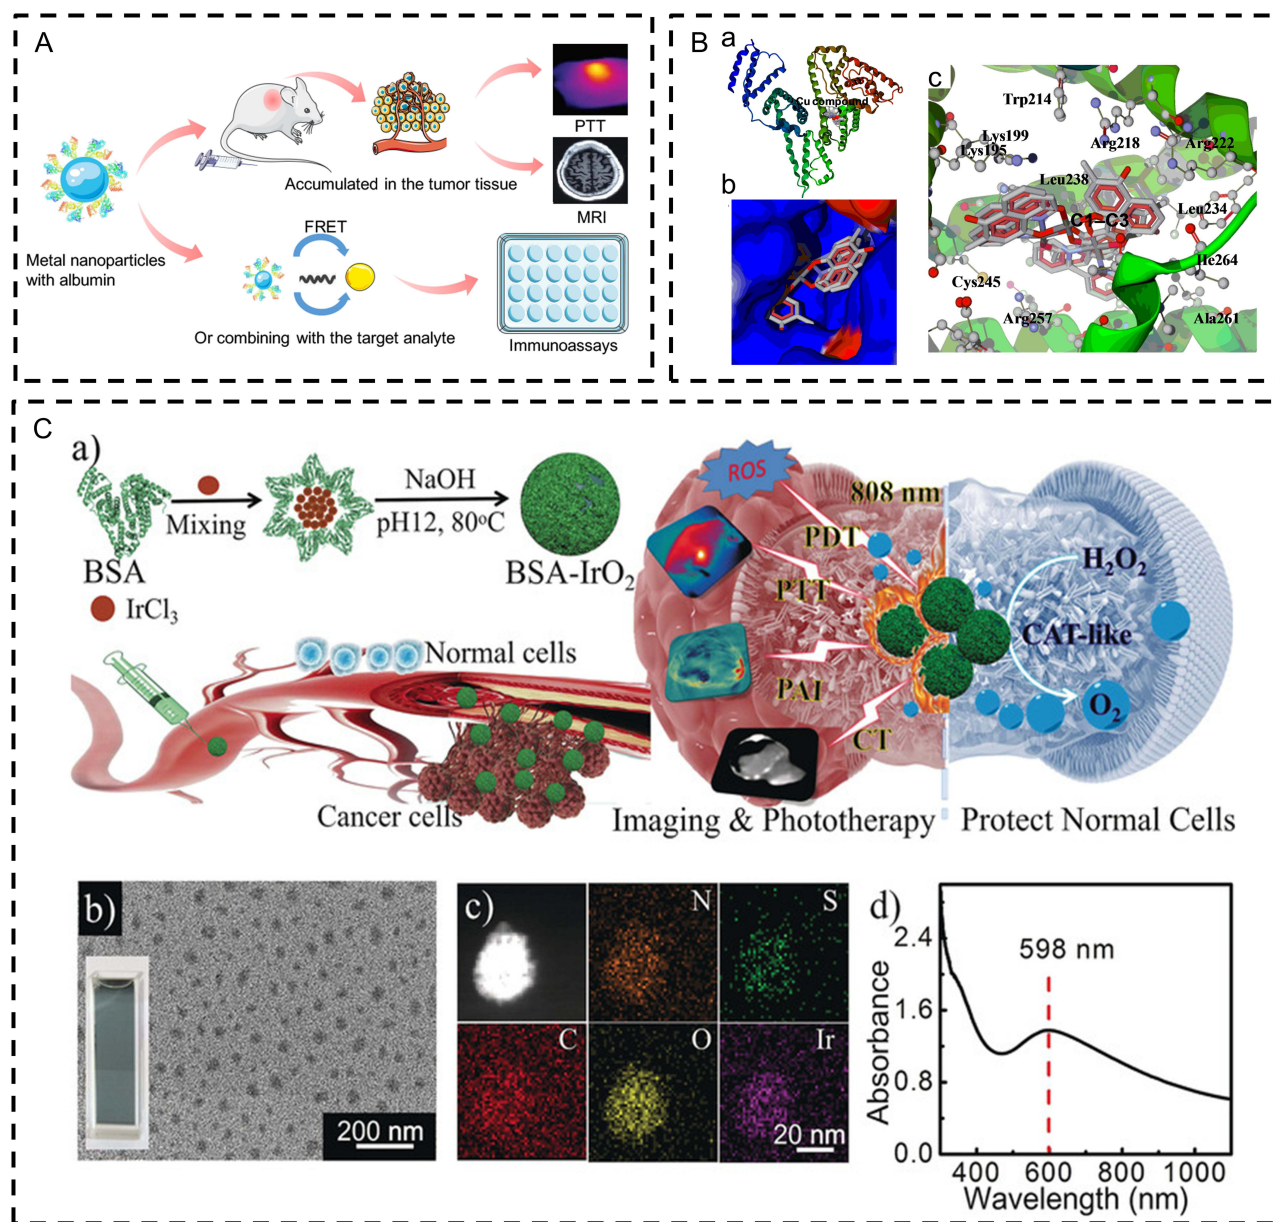 A
PTT
Accumulated in the tumor tissue
MRI
Metal nanoparticles
with albumin
FRET
Or combining with the target analyte
Immunoassays
B
a
Cu compound
b
c
Trp214
Lys199
Lys195
Arg218
Arg222
Leu238
Leu234
C1–C3
He264
Cys245
Arg257
Ala261
C
a)
BSA
Mixing
NaOH
pH12, 80°C
BSA-IrO2
IrCl3
Normal cells
Cancer cells
ROS
808 nm
PDT
PTT
PAI
CT
H2O2
CAT-like
O2
Imaging & Phototherapy
Protect Normal Cells
b)
200 nm
c)
N
S
C
O
Ir
20 nm
d)
598 nm
Absorbance
2.4
1.6
0.8
0.0
400 600 800 1000
Wavelength (nm)